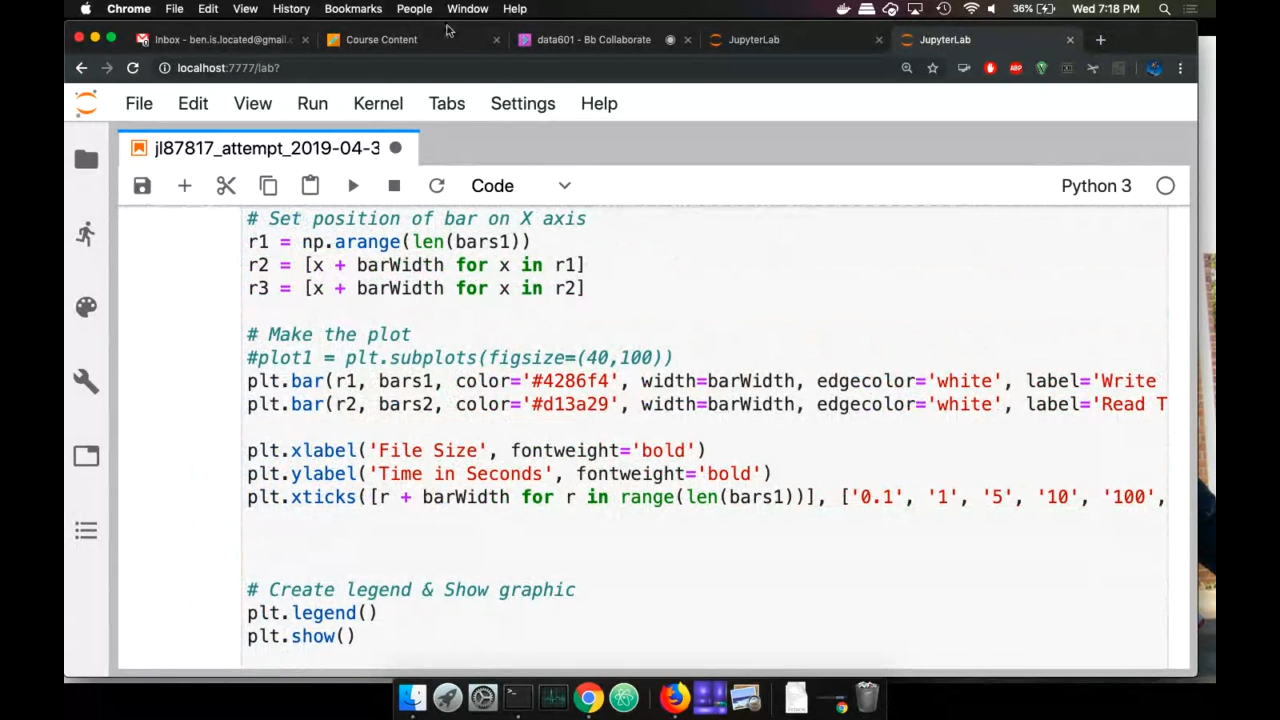 Chrome File Edit View History Bookmarks People Window Help 36% Wed 7:18 PM
Inbox - ben.is.located@gmail.c Course Content data601 - Bb Collaborate JupyterLab JupyterLab
localhost:7777/lab? ABP
File Edit View Run Kernel Tabs Settings Help
jl87817_attempt_2019-04-3
Code Python 3
# Set position of bar on X axis
r1 = np.arange(len(bars1))
r2 = [x + barWidth for x in r1]
r3 = [x + barWidth for x in r2]
# Make the plot
#plot1 = plt.subplots(figsize=(40,100))
plt.bar(r1, bars1, color='#4286f4', width=barWidth, edgecolor='white', label='Write
plt.bar(r2, bars2, color='#d13a29', width=barWidth, edgecolor='white', label='Read T
plt.xlabel('File Size', fontweight='bold')
plt.ylabel('Time in Seconds', fontweight='bold')
plt.xticks([r + barWidth for r in range(len(bars1))], ['0.1', '1', '5', '10', '100',
# Create legend & Show graphic
plt.legend()
plt.show()